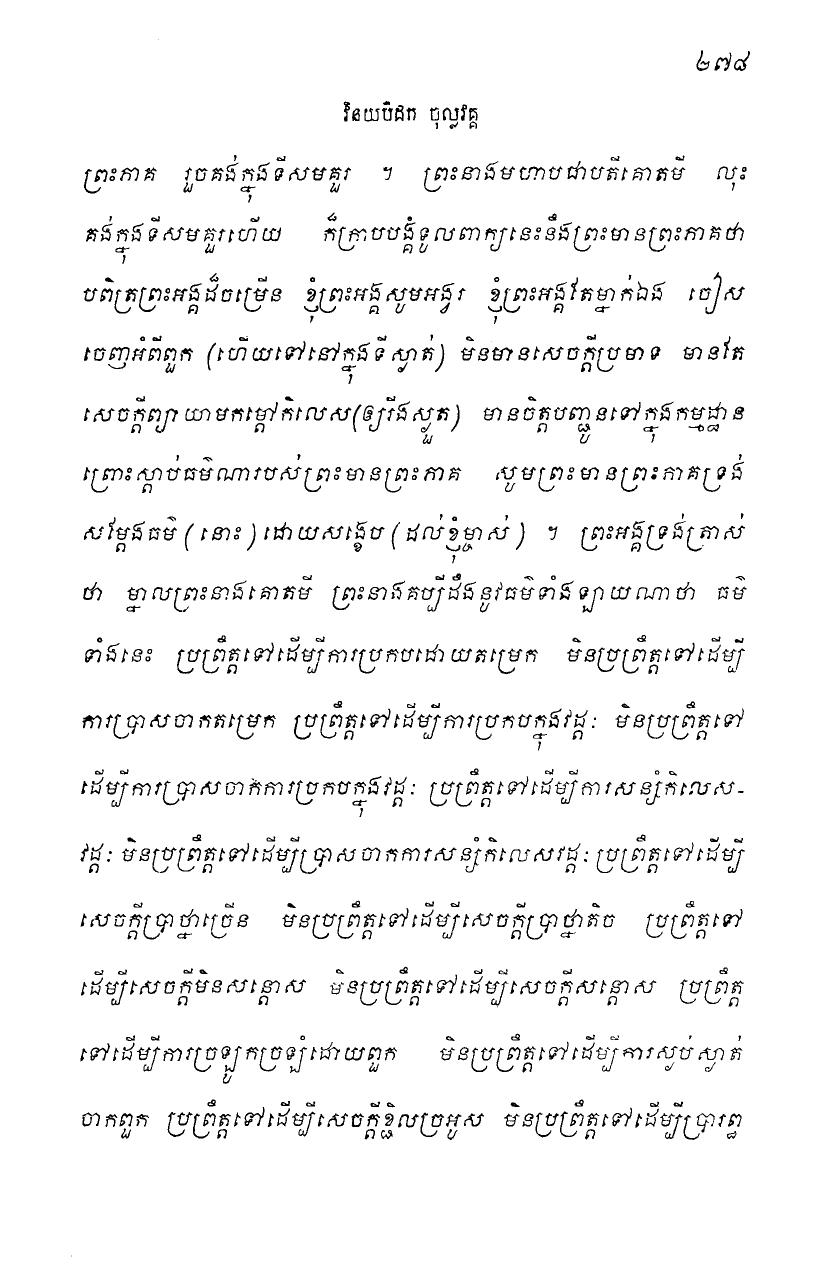 ២៧៨
វិនយបិដក ចុល្លវគ្គ
ព្រះភាគ រួចគង់ក្នុងទីសមគួរ ។ ព្រះនាងមហាបជាបតីគោតមី លុះ
គង់ក្នុងទីសមគួរហើយ ក៏ក្រាបបង្គំទូលពាក្យនេះនឹងព្រះមានព្រះភាគថា
បពិត្រព្រះអង្គដ៏ចម្រើន ខ្ញុំព្រះអង្គសូមអង្វរ ខ្ញុំព្រះអង្គតែម្នាក់ឯង ចៀស
ចេញអំពីពួក (ហើយទៅនៅក្នុងទីស្ងាត់) មិនមានសេចក្តីប្រមាទ មានតែ
សេចក្តីព្យាយាមកម្តៅកិលេស(ឲ្យរីងស្ងួត) មានចិត្តបញ្ជូនទៅក្នុងកម្មដ្ឋាន
ព្រោះស្តាប់ធម៌ណារបស់ព្រះមានព្រះភាគ សូមព្រះមានព្រះភាគទ្រង់
សម្តែងធម៌ (នោះ) ដោយសង្ខេប (ដល់ខ្ញុំម្ចាស់) ។ ព្រះអង្គទ្រង់ត្រាស់
ថា ម្នាលព្រះនាងគោតមី ព្រះនាងគប្បីដឹងនូវធម៌ទាំងឡាយណាថា ធម៌
ទាំងនេះ ប្រព្រឹត្តទៅដើម្បីការប្រកបដោយតម្រេក មិនប្រព្រឹត្តទៅដើម្បី
ការប្រាសចាកតម្រេក ប្រព្រឹត្តទៅដើម្បីការប្រកបក្នុងវដ្តៈ មិនប្រព្រឹត្តទៅ
ដើម្បីការប្រាសចាកការប្រកបក្នុងវដ្តៈ ប្រព្រឹត្តទៅដើម្បីការសន្សំកិលេស-
វដ្តៈ មិនប្រព្រឹត្តទៅដើម្បីប្រាសចាកការសន្សំកិលេសវដ្តៈ ប្រព្រឹត្តទៅដើម្បី
សេចក្តីប្រាថ្នាច្រើន មិនប្រព្រឹត្តទៅដើម្បីសេចក្តីប្រាថ្នាតិច ប្រព្រឹត្តទៅ
ដើម្បីសេចក្តីមិនសន្តោស មិនប្រព្រឹត្តទៅដើម្បីសេចក្តីសន្តោស ប្រព្រឹត្ត
ទៅដើម្បីការច្រឡូកច្រឡំដោយពួក មិនប្រព្រឹត្តទៅដើម្បីការស្ងប់ស្ងាត់
ចាកពួក ប្រព្រឹត្តទៅដើម្បីសេចក្តីខ្ជិលច្រអូស មិនប្រព្រឹត្តទៅដើម្បីប្រារព្ធ